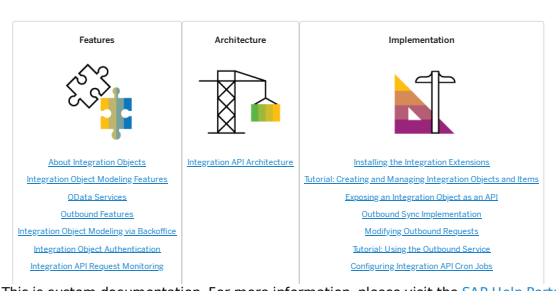 Features
About Integration Objects
Integration Object Modeling Features
OData Services
Outbound Features
Integration Object Modeling via Backoffice
Integration Object Authentication
Integration API Request Monitoring
Architecture
Integration API Architecture
Implementation
Installing the Integration Extensions
Tutorial: Creating and Managing Integration Objects and Items
Exposing an Integration Object as an API
Outbound Sync Implementation
Modifying Outbound Requests
Tutorial: Using the Outbound Service
Configuring Integration API Cron Jobs
This is custom documentation. For more information, please visit the SAP Help